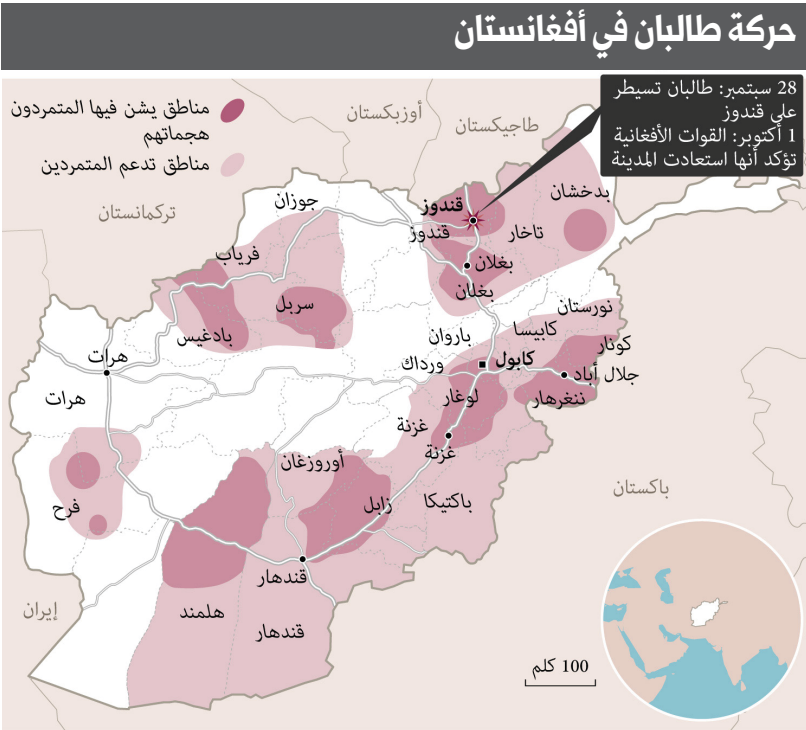 حركة طالبان في أفغانستان
28 سبتمبر: طالبان تسيطر
على قندوز
1 أكتوبر: القوات الأفغانية
تؤكد أنها استعادت المدينة
مناطق يشن فيها المتمردون
هجماتهم
مناطق تدعم المتمردين
أوزبكستان
طاجيكستان
تركمانستان
بدخشان
جوزان
قندوز
قندوز
تاخار
فرياب
بغلان
بغلان
سربل
بادغيس
نورستان
كابيسا
باروان
كونار
هرات
ورداك
كابول
جلال أباد
هرات
لوغار
ننغرهار
غزنة
غزنة
أوروزغان
باكستان
فرح
زابل
باكتيكا
قندهار
إيران
هلمند
قندهار
100 كلم